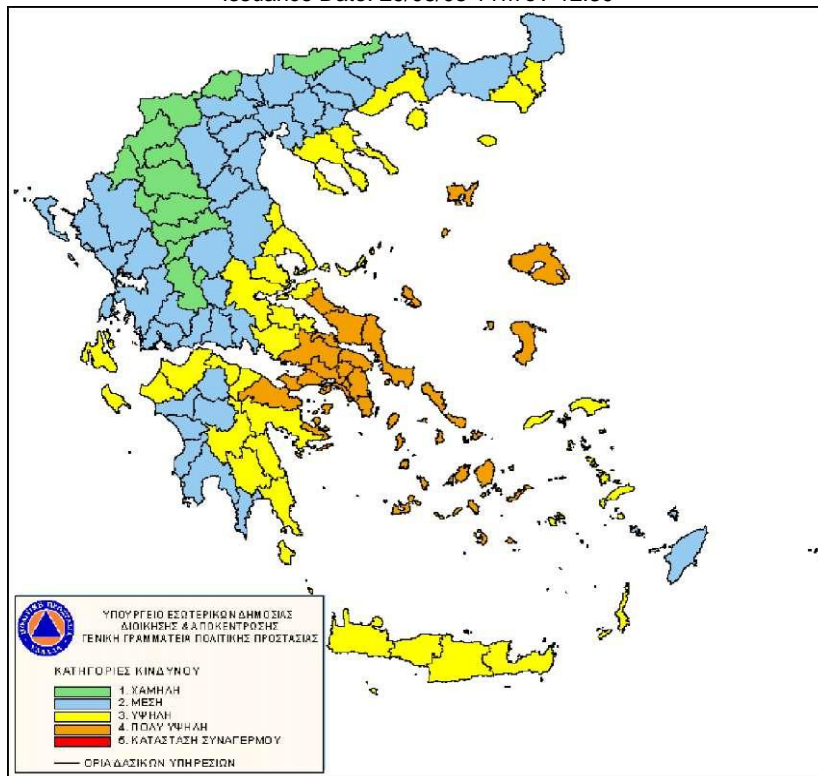 ΥΠΟΥΡΓΕΙΟ ΕΣΩΤΕΡΙΚΩΝ ΔΗΜΟΣΙΑΣ
ΔΙΟΙΚΗΣΗΣ & ΑΠΟΚΕΝΤΡΩΣΗΣ
ΓΕΝΙΚΗ ΓΡΑΜΜΑΤΕΙΑ ΠΟΛΙΤΙΚΗΣ ΠΡΟΣΤΑΣΙΑΣ
ΚΑΤΗΓΟΡΙΕΣ ΚΙΝΔΥΝΟΥ
1. ΧΑΜΗΛΗ
2. ΜΕΣΗ
3. ΥΨΗΛΗ
4. ΠΟΛΥ ΥΨΗΛΗ
5. ΚΑΤΑΣΤΑΣΗ ΣΥΝΑΓΕΡΜΟΥ
ΟΡΙΑ ΔΑΣΙΚΩΝ ΥΠΗΡΕΣΙΩΝ